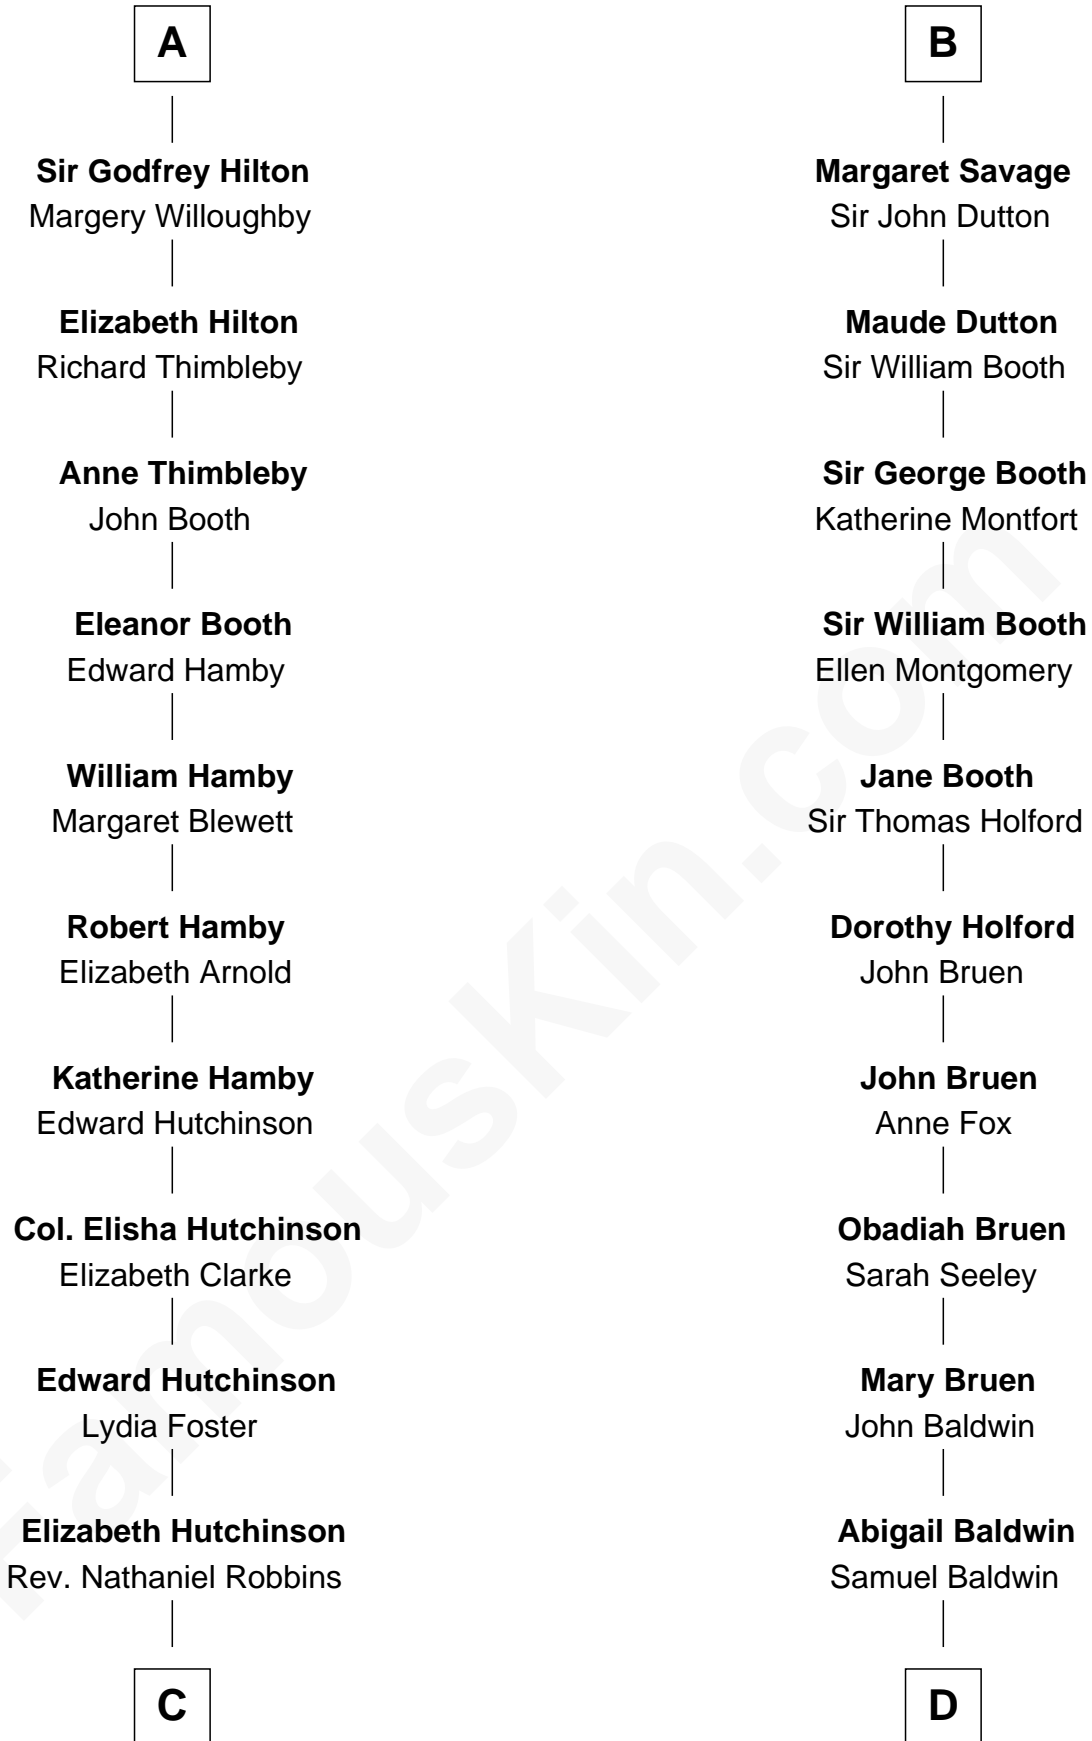 A
Sir Godfrey Hilton
Margery Willoughby
Elizabeth Hilton
Richard Thimbleby
Anne Thimbleby
John Booth
Eleanor Booth
Edward Hamby
William Hamby
Margaret Blewett
Robert Hamby
Elizabeth Arnold
Katherine Hamby
Edward Hutchinson
Col. Elisha Hutchinson
Elizabeth Clarke
Edward Hutchinson
Lydia Foster
Elizabeth Hutchinson
Rev. Nathaniel Robbins
C
B
Margaret Savage
Sir John Dutton
Maude Dutton
Sir William Booth
Sir George Booth
Katherine Montfort
Sir William Booth
Ellen Montgomery
Jane Booth
Sir Thomas Holford
Dorothy Holford
John Bruen
John Bruen
Anne Fox
Obadiah Bruen
Sarah Seeley
Mary Bruen
John Baldwin
Abigail Baldwin
Samuel Baldwin
D
FamousKin.com